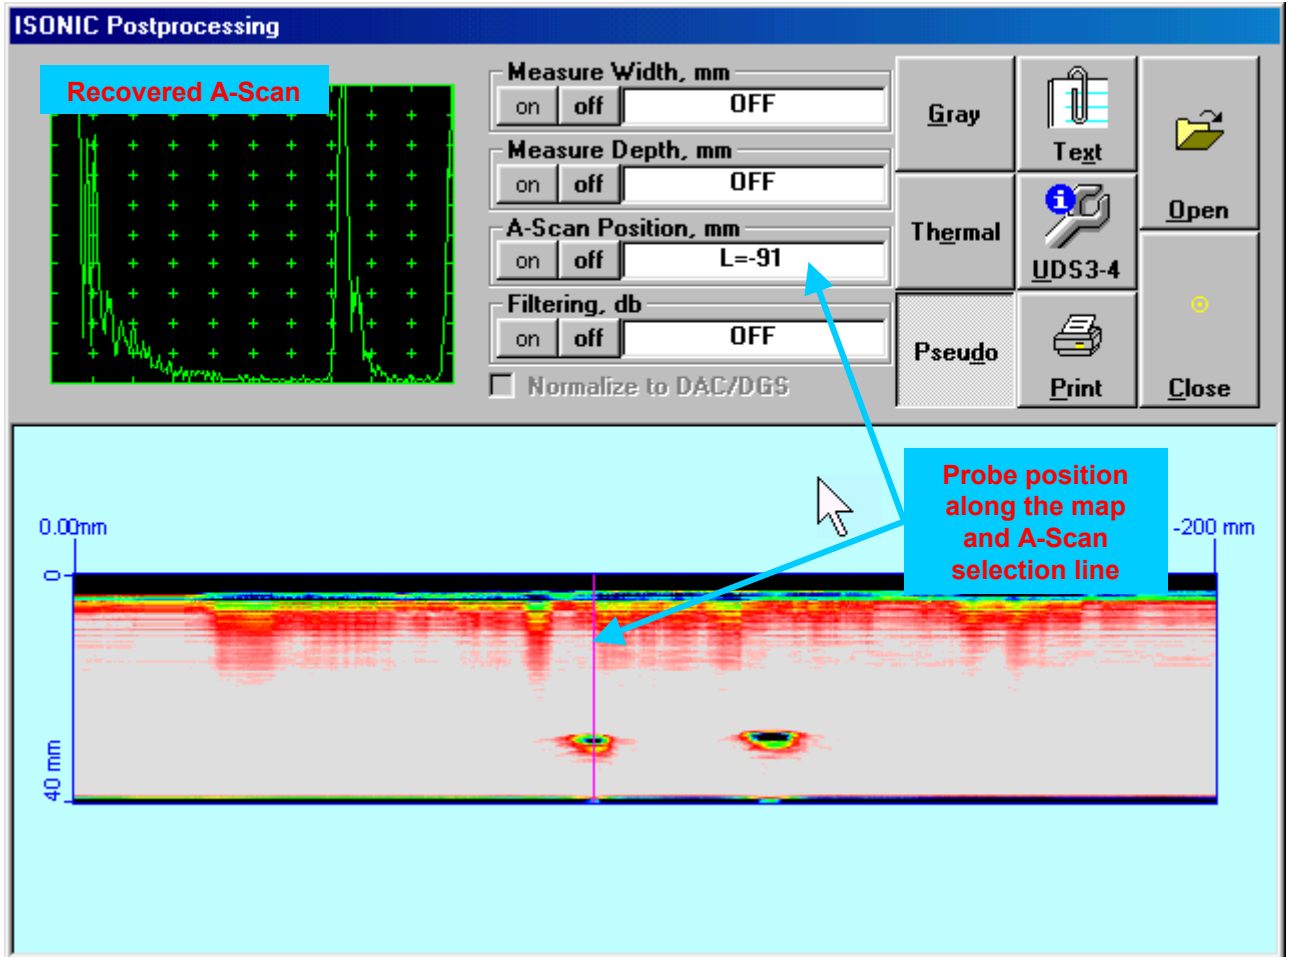 ISONIC Postprocessing
Recovered A-Scan
Measure Width, mm
on off OFF
Measure Depth, mm
on off OFF
A-Scan Position, mm
on off L=-91
Filtering, db
on off OFF
Normalize to DAC/DGS
Gray
Thermal
Pseudo
Text
UDS3-4
Print
Open
Close
Probe position
along the map
and A-Scan
selection line
0.00mm
-200 mm
0
40 mm